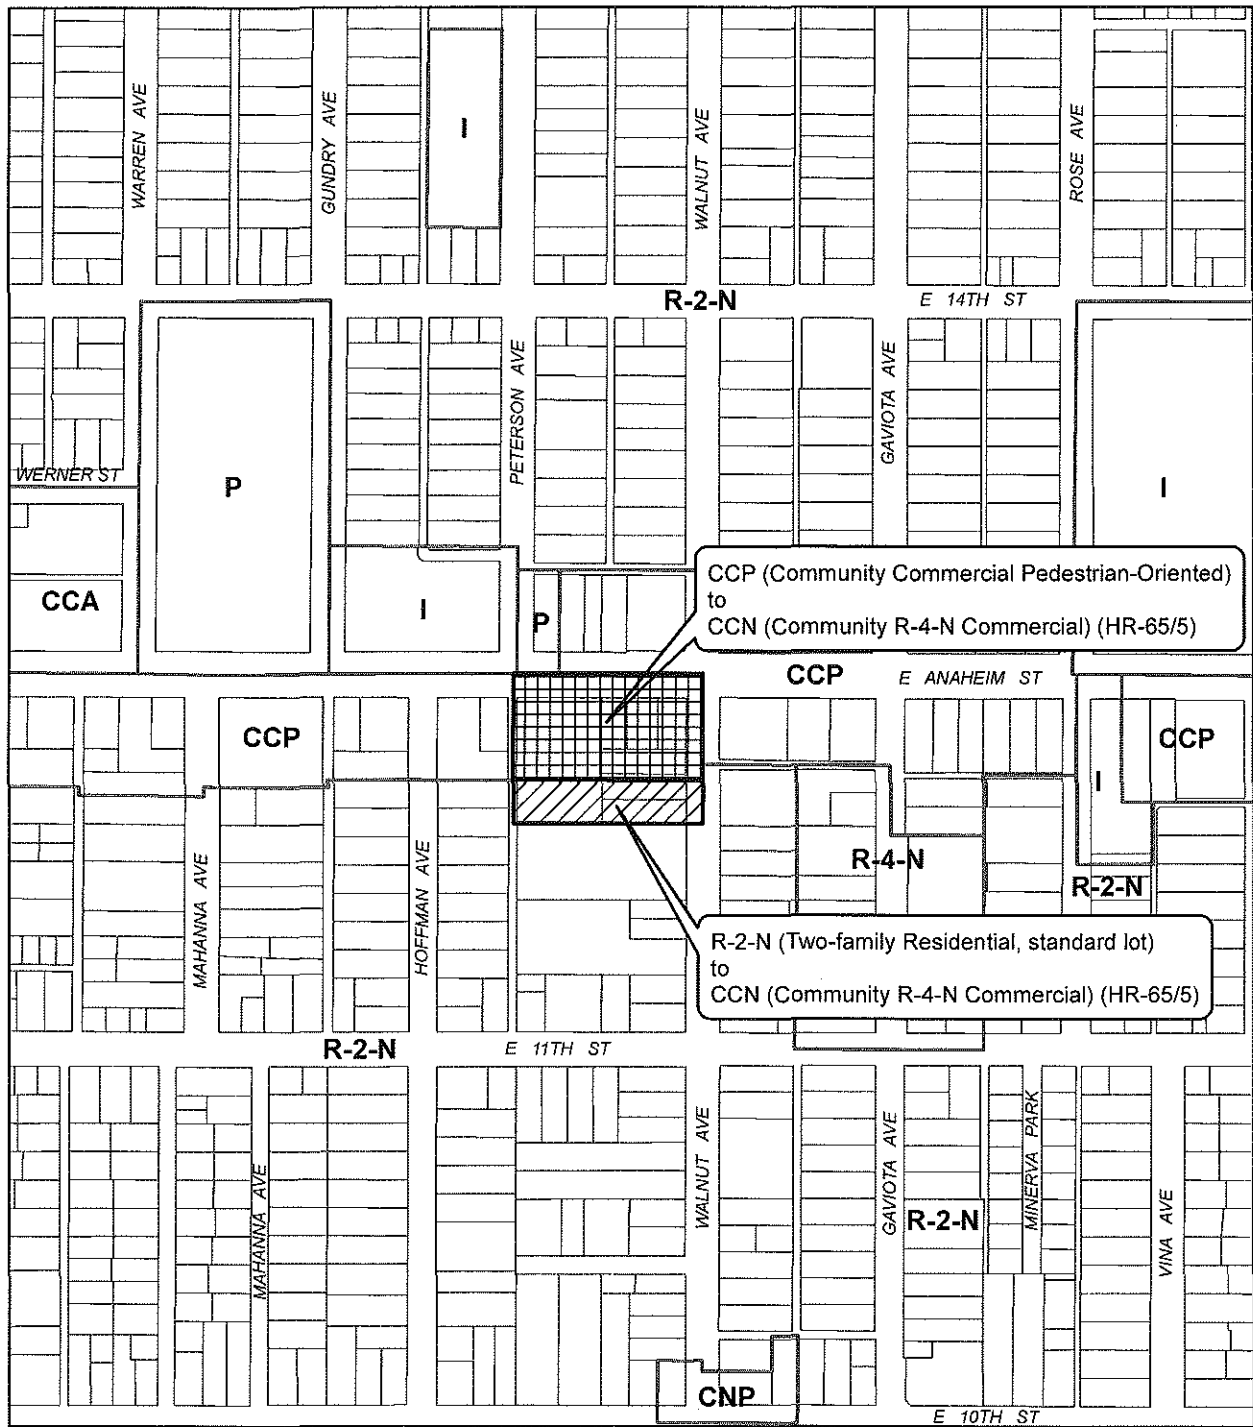 WARREN AVE
GUNDRY AVE
I
WALNUT AVE
ROSE AVE
R-2-N
E 14TH ST
PETERSON AVE
GAVIOTA AVE
WERNER ST
P
I
CCP (Community Commercial Pedestrian-Oriented)
to
CCN (Community R-4-N Commercial) (HR-65/5)
CCA
I
P
CCP
E ANAHEIM ST
CCP
CCP
I
MAHANNA AVE
HOFFMAN AVE
R-4-N
R-2-N
R-2-N (Two-family Residential, standard lot)
to
CCN (Community R-4-N Commercial) (HR-65/5)
R-2-N
E 11TH ST
MAHANNA AVE
WALNUT AVE
GAVIOTA AVE
MINERVA PARK
R-2-N
VINA AVE
CNP
E 10TH ST